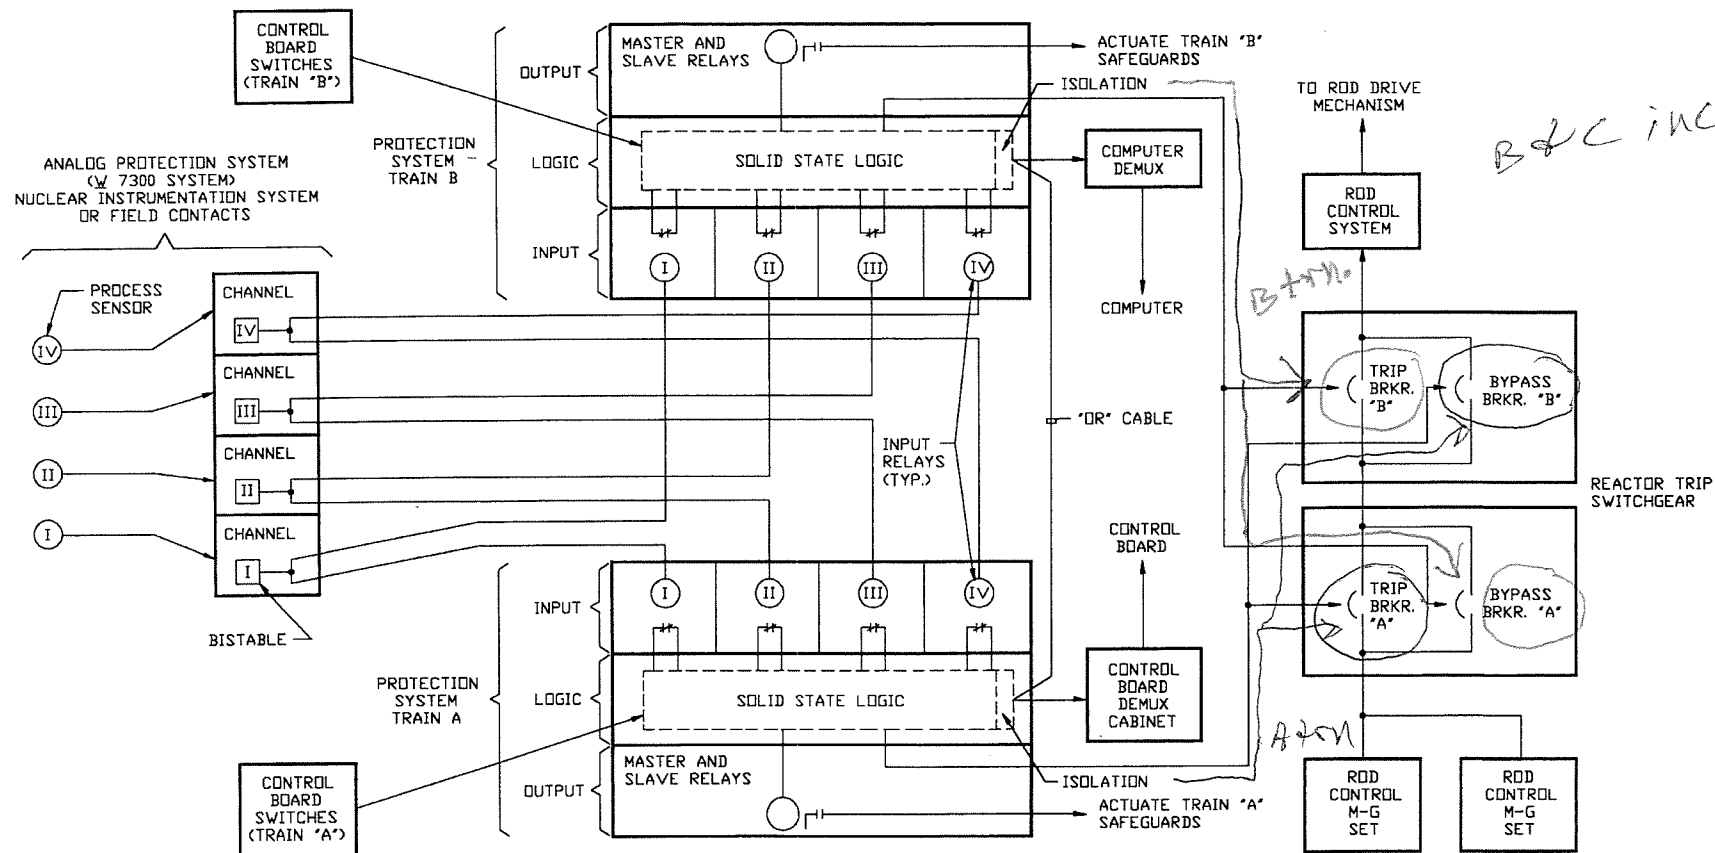 CONTROL
BOARD
SWITCHES
(TRAIN "B")
PROTECTION
SYSTEM -
TRAIN B
OUTPUT
LOGIC
INPUT
MASTER AND
SLAVE RELAYS
SOLID STATE LOGIC
I
II
III
IV
ACTUATE TRAIN "B"
SAFEGUARDS
ISOLATION
COMPUTER
DEMUX
COMPUTER
TO ROD DRIVE
MECHANISM
ROD
CONTROL
SYSTEM
ANALOG PROTECTION SYSTEM
(W 7300 SYSTEM)
NUCLEAR INSTRUMENTATION SYSTEM
OR FIELD CONTACTS
PROCESS
SENSOR
IV
III
II
I
CHANNEL
IV
CHANNEL
III
CHANNEL
II
CHANNEL
I
BISTABLE
INPUT
RELAYS
(TYP.)
"OR" CABLE
TRIP
BRKR.
"B"
BYPASS
BRKR. "B"
REACTOR TRIP
SWITCHGEAR
TRIP
BRKR.
"A"
BYPASS
BRKR. "A"
CONTROL
BOARD
CONTROL
BOARD
DEMUX
CABINET
PROTECTION
SYSTEM
TRAIN A
INPUT
LOGIC
OUTPUT
I
II
III
IV
SOLID STATE LOGIC
MASTER AND
SLAVE RELAYS
ISOLATION
ACTUATE TRAIN "A"
SAFEGUARDS
CONTROL
BOARD
SWITCHES
(TRAIN "A")
ROD
CONTROL
M-G
SET
ROD
CONTROL
M-G
SET